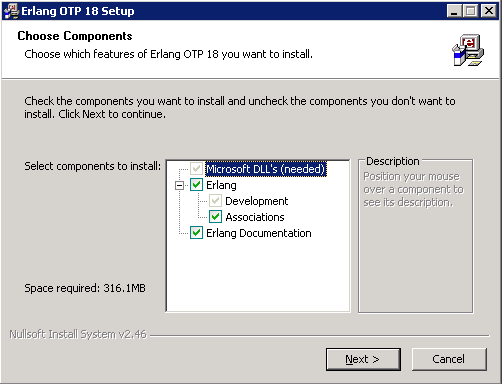 Erlang OTP 18 Setup
Choose Components
Choose which features of Erlang OTP 18 you want to install.
Check the components you want to install and uncheck the components you don't want to
install. Click Next to continue.
Select components to install:
Microsoft DLL's (needed)
Erlang
Development
Associations
Erlang Documentation
Description
Position your mouse
over a component to
see its description.
Space required: 316.1MB
Nullsoft Install System v2.46
Next >
Cancel